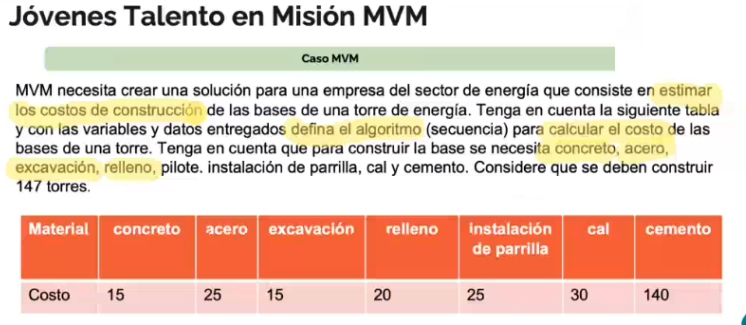 Jóvenes Talento en Misión MVM
Caso MVM
MVM necesita crear una solución para una empresa del sector de energía que consiste en estimar
los costos de construcción de las bases de una torre de energía. Tenga en cuenta la siguiente tabla
y con las variables y datos entregados defina el algoritmo (secuencia) para calcular el costo de las
bases de una torre. Tenga en cuenta que para construir la base se necesita concreto, acero,
excavación, relleno, pilote. instalación de parrilla, cal y cemento. Considere que se deben construir
147 torres.
Material concreto acero excavación relleno instalación de parrilla cal cemento
Costo 15 25 15 20 25 30 140